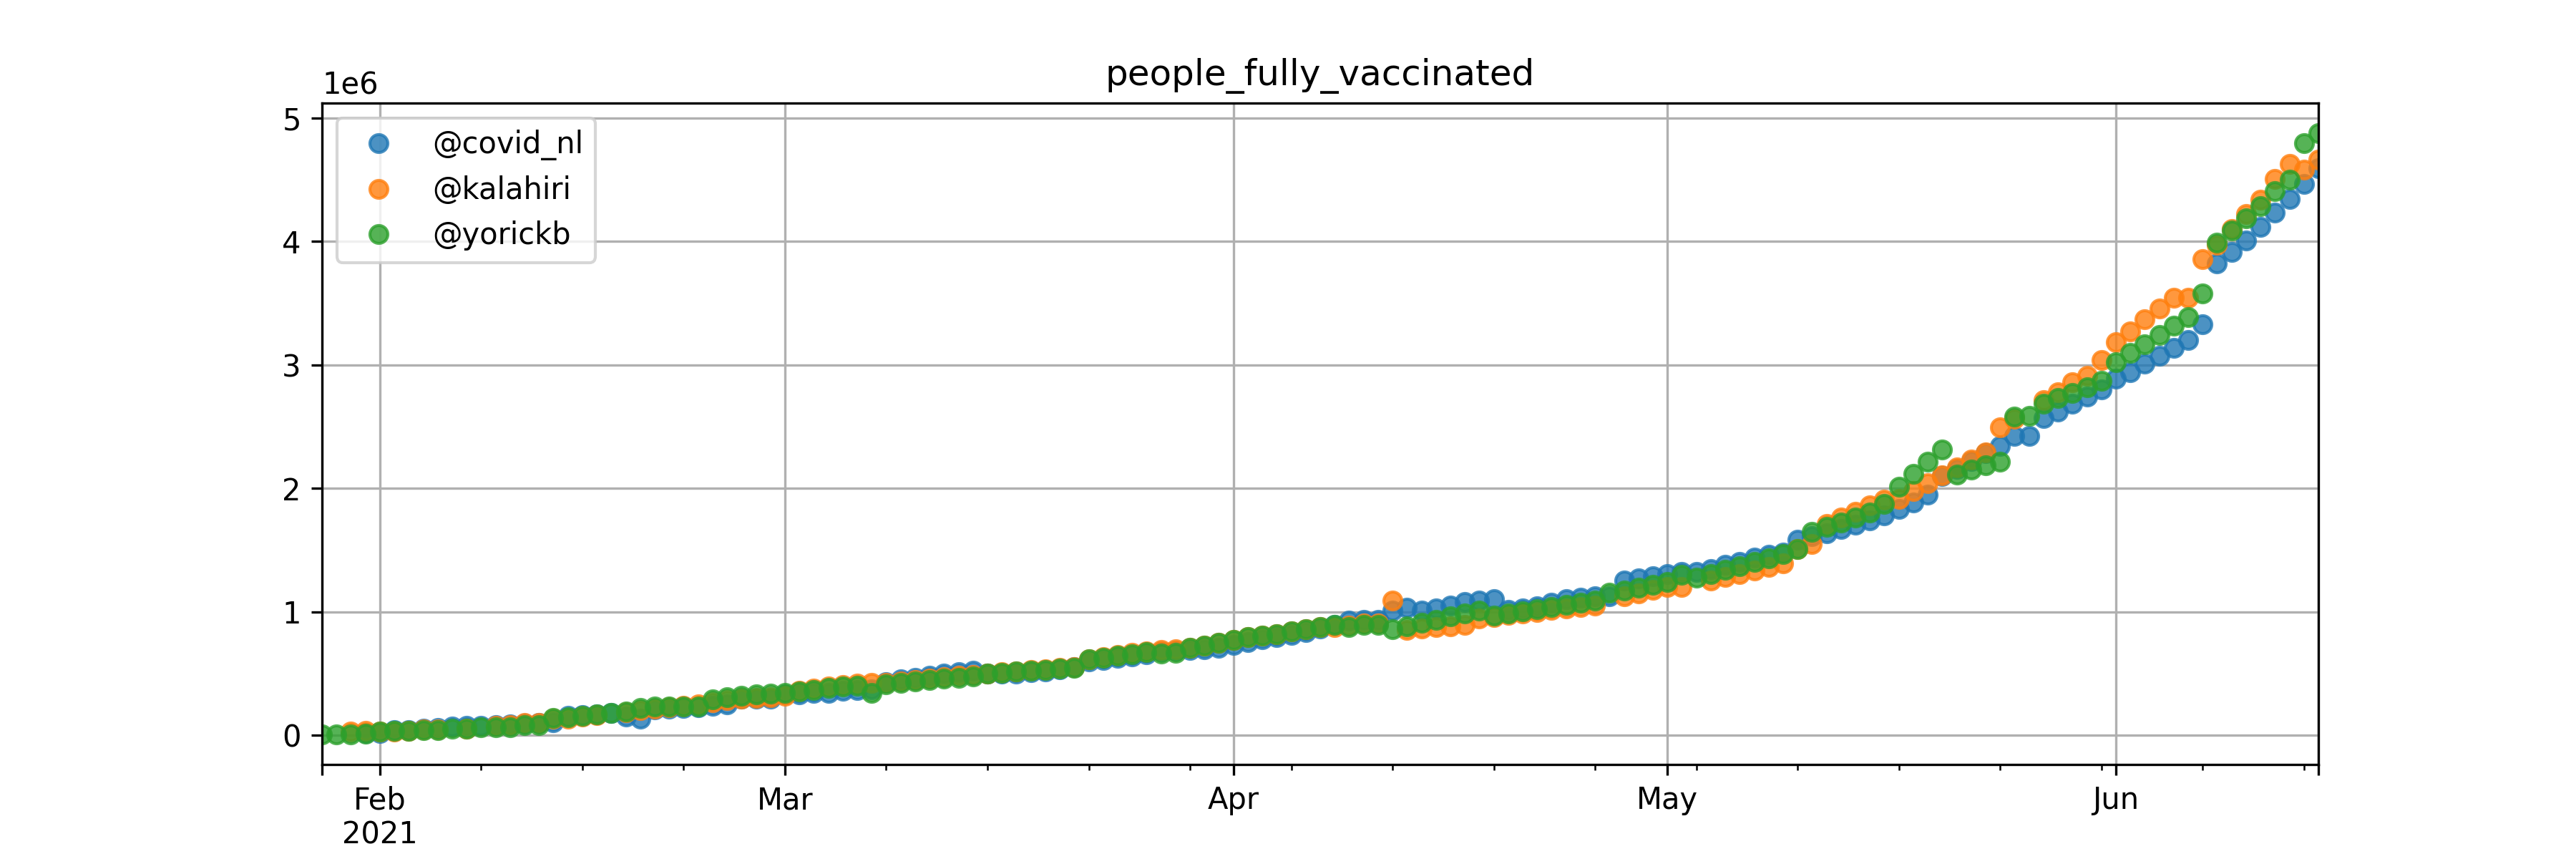 people_fully_vaccinated
1e6
5
4
3
2
1
0
@covid_nl
@kalahiri
@yorickb
Feb Mar Apr May Jun
2021